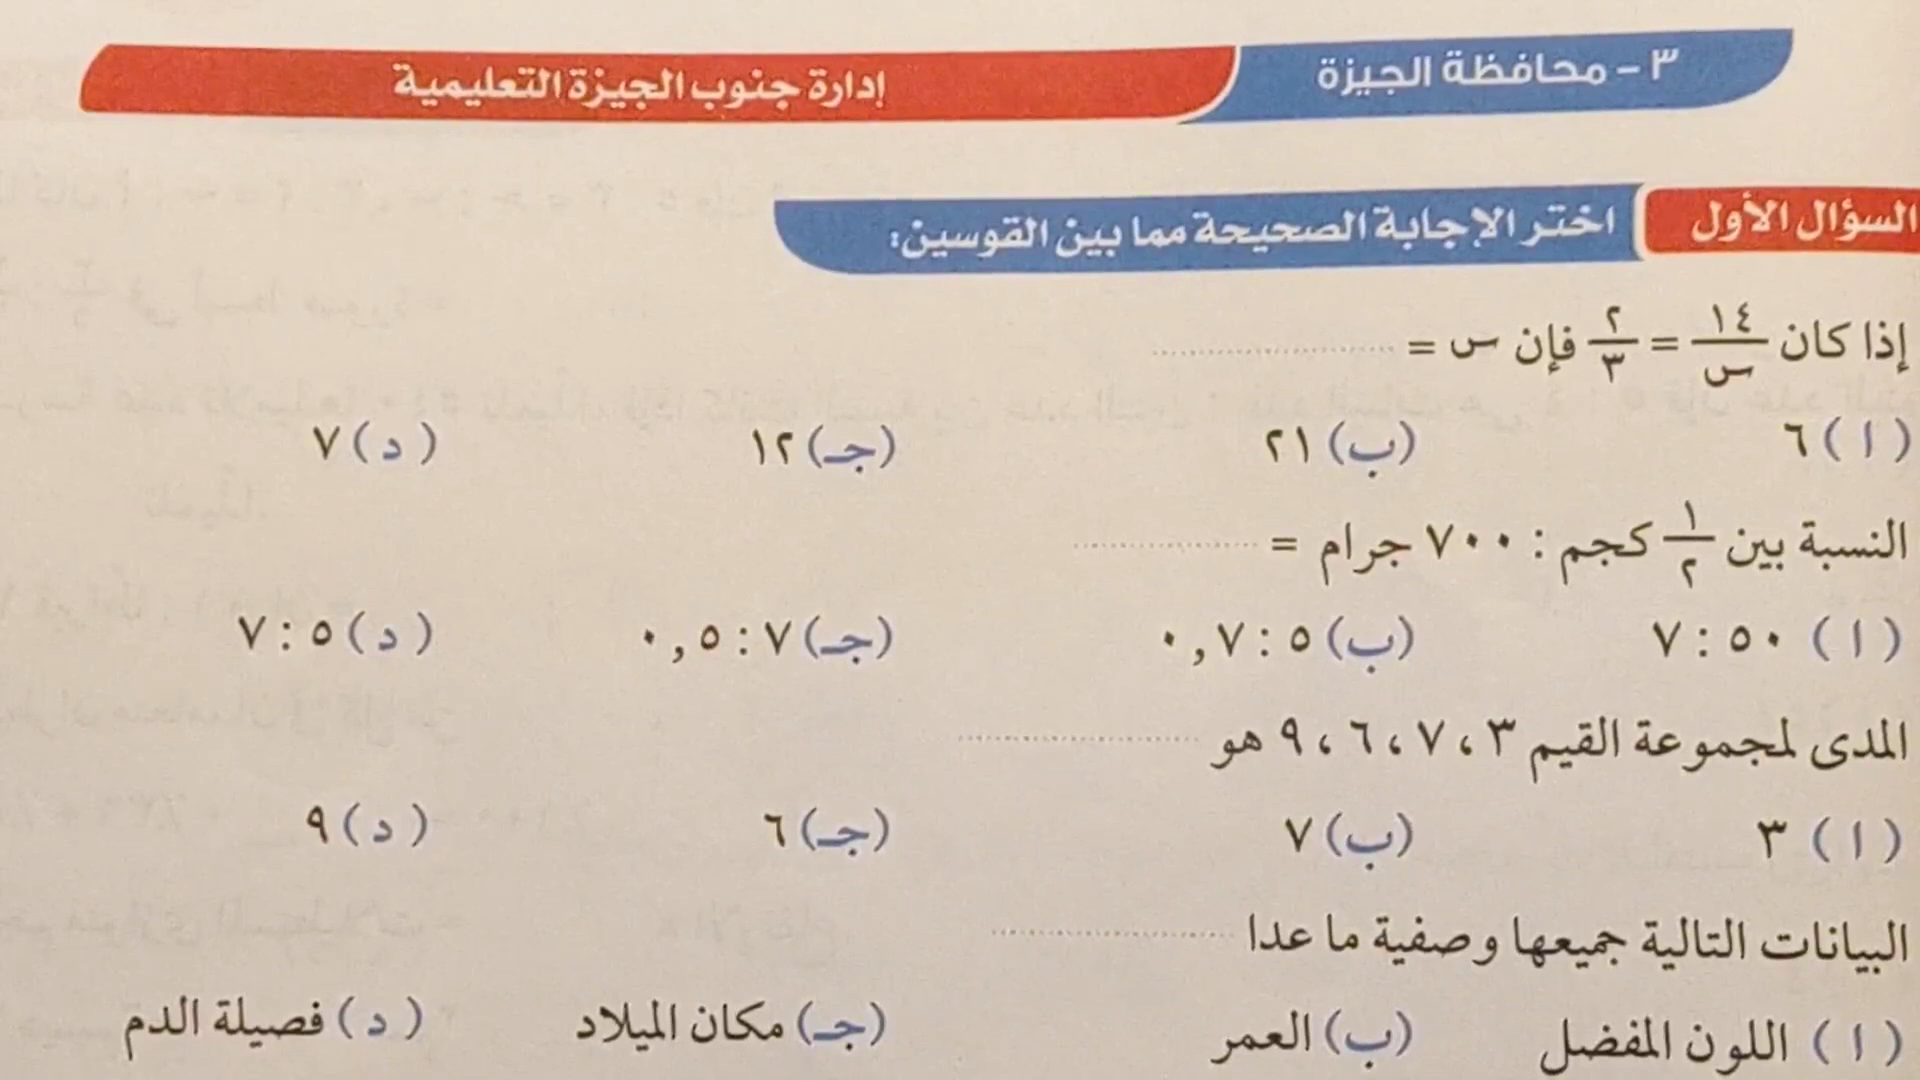 ٣ - محافظة الجيزة إدارة جنوب الجيزة التعليمية
السؤال الأول اختر الإجابة الصحيحة مما بين القوسين:
إذا كان ١٤/س = ٢/٣ فإن س = ..............
( ا ) ٦ (ب) ٢١ (جـ) ١٢ ( د ) ٧
النسبة بين ١/٢ كجم : ٧٠٠ جرام = ..............
( ا ) ٥٠ : ٧ (ب) ٥ : ٠,٧ (جـ) ٧ : ٠,٥ ( د ) ٥ : ٧
المدى لمجموعة القيم ٣ ، ٧ ، ٦ ، ٩ هو ..............
( ا ) ٣ (ب) ٧ (جـ) ٦ ( د ) ٩
البيانات التالية جميعها وصفية ما عدا ..............
( ا ) اللون المفضل (ب) العمر (جـ) مكان الميلاد ( د ) فصيلة الدم